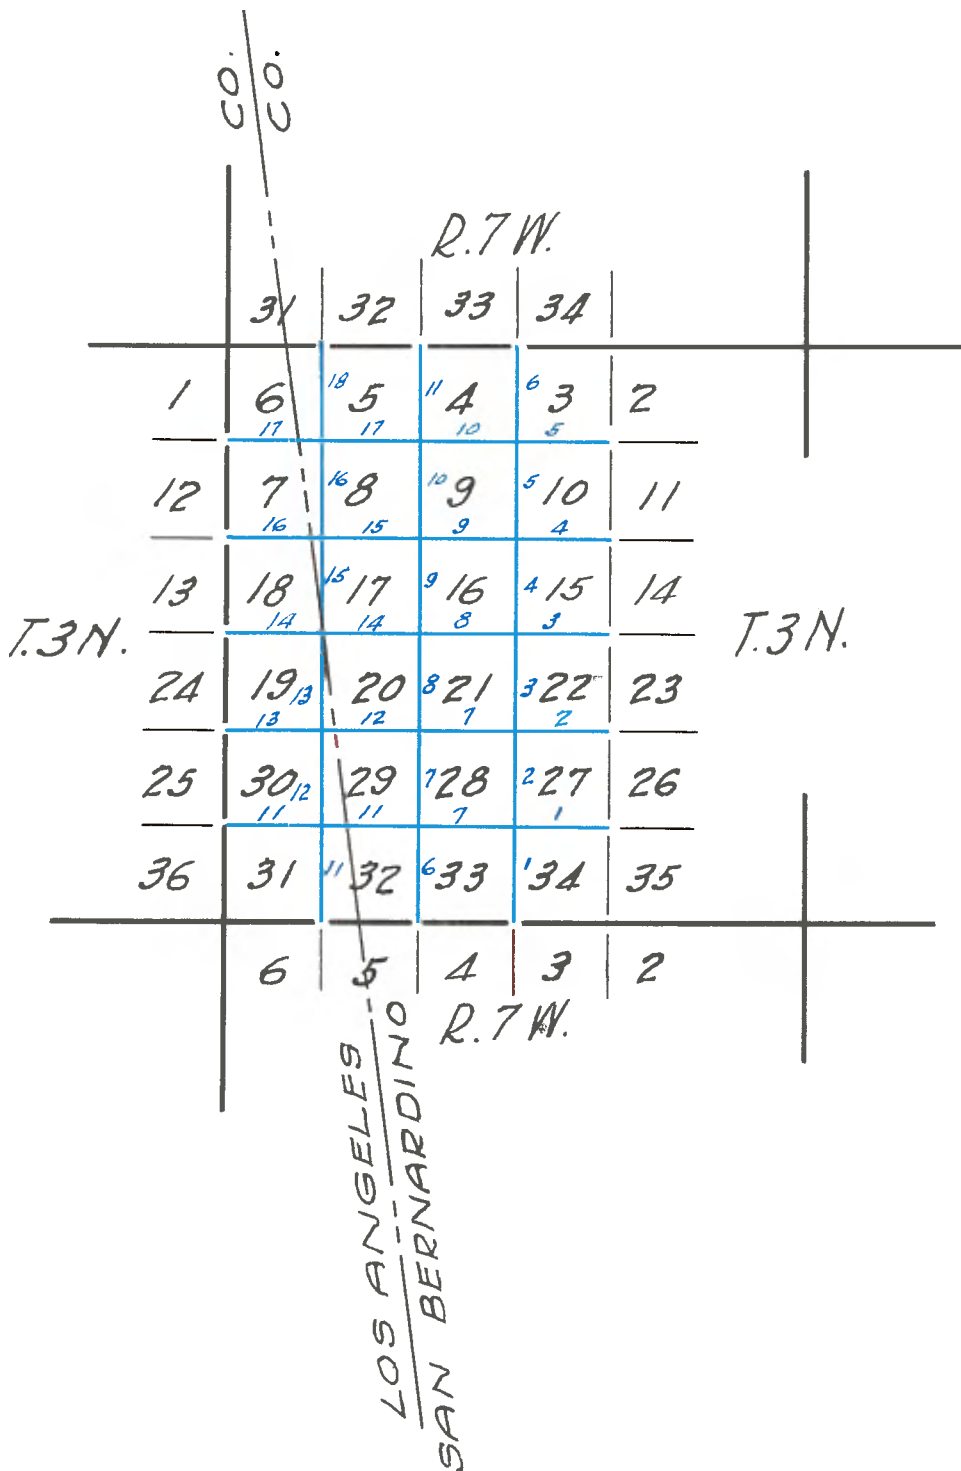 CO.
CO.
R. 7 W.
31 32 33 34
1 6 18 5 11 4 6 3 2
17 17 10 5
12 7 16 8 10 9 5 10 11
16 15 9 4
13 18 15 17 9 16 4 15 14
14 14 8 3
T. 3 N.
T. 3 N.
24 19 13 20 8 21 3 22 23
13 12 7 2
25 30 12 29 7 28 2 27 26
11 11 7 1
36 31 11 32 6 33 1 34 35
6 5 4 3 2
R. 7 W.
LOS ANGELES
SAN BERNARDINO